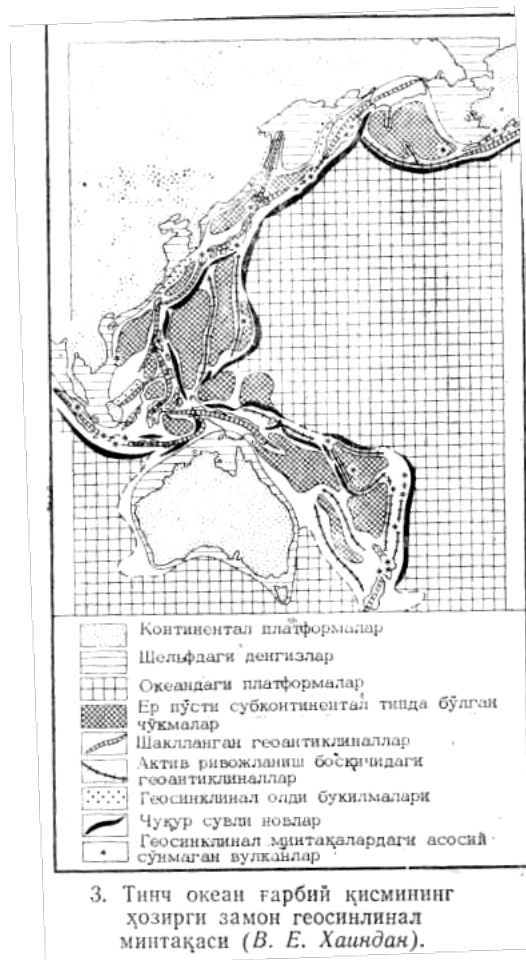 Континентал платформалар
Шельфдаги денгизлар
Океандаги платформалар
Ер пўсти субконтинентал типда бўлган
чўкмалар
Шаклланган геоантиклиналлар
Актив ривожланиш босқичидаги
геоантиклиналлар
Геосинклинал олди букилмалари
Чуқур сувли новлар
Геосинклинал минтақалардаги асосий
сўнмаган вулканлар
3. Тинч океан ғарбий қисмининг
ҳозирги замон геосинлинал
минтақаси (В. Е. Хаиндан).